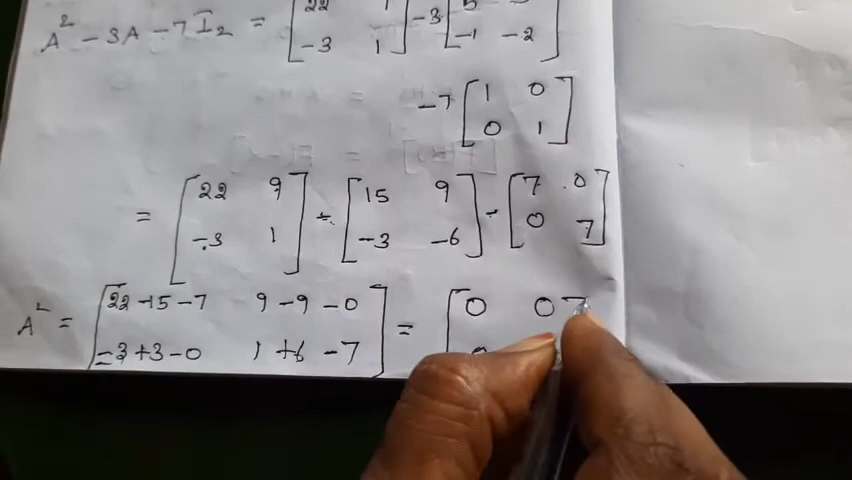 A² - 3A - 7I₂ = [22 ; -3 1] - 3[5 ; -1 -2]
-7 [1 0 ; 0 1]
= [22 9 ; -3 1] - [15 9 ; -3 -6] - [7 0 ; 0 7]
A² = [22-15-7 9-9-0 ; -3+3-0 1+6-7] = [0 0